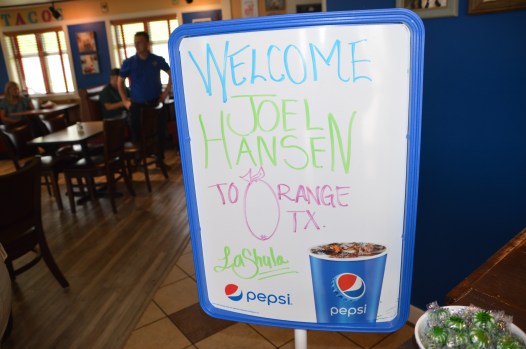 TACO
WELCOME
JOEL
HANSEN
TO ORANGE
TX.
LaShula
pepsi
pepsi